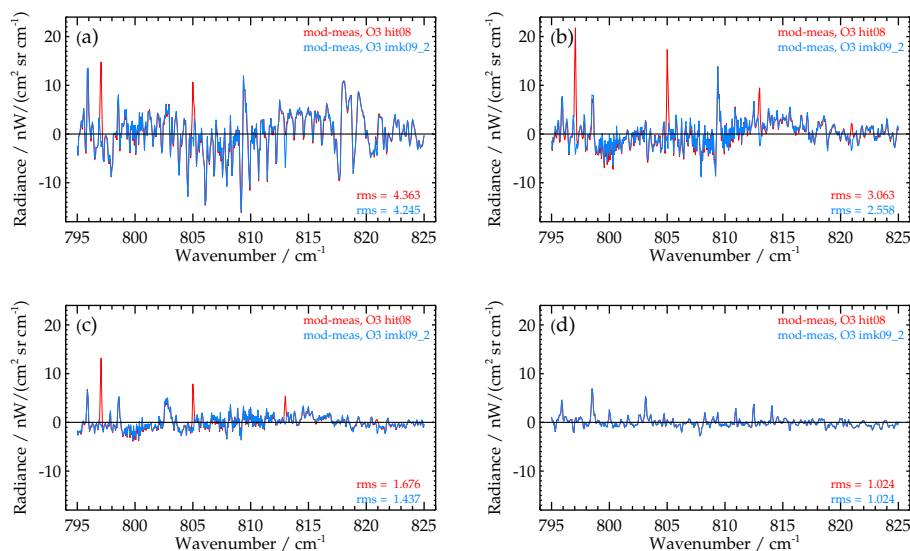 (a)
mod-meas, O3 hit08
mod-meas, O3 imk09_2
rms = 4.363
rms = 4.245
20
10
0
-10
Radiance / nW/(cm² sr cm⁻¹)
795 800 805 810 815 820 825
Wavenumber / cm⁻¹
(b)
mod-meas, O3 hit08
mod-meas, O3 imk09_2
rms = 3.063
rms = 2.558
20
10
0
-10
Radiance / nW/(cm² sr cm⁻¹)
795 800 805 810 815 820 825
Wavenumber / cm⁻¹
(c)
mod-meas, O3 hit08
mod-meas, O3 imk09_2
rms = 1.676
rms = 1.437
20
10
0
-10
Radiance / nW/(cm² sr cm⁻¹)
795 800 805 810 815 820 825
Wavenumber / cm⁻¹
(d)
mod-meas, O3 hit08
mod-meas, O3 imk09_2
rms = 1.024
rms = 1.024
20
10
0
-10
Radiance / nW/(cm² sr cm⁻¹)
795 800 805 810 815 820 825
Wavenumber / cm⁻¹